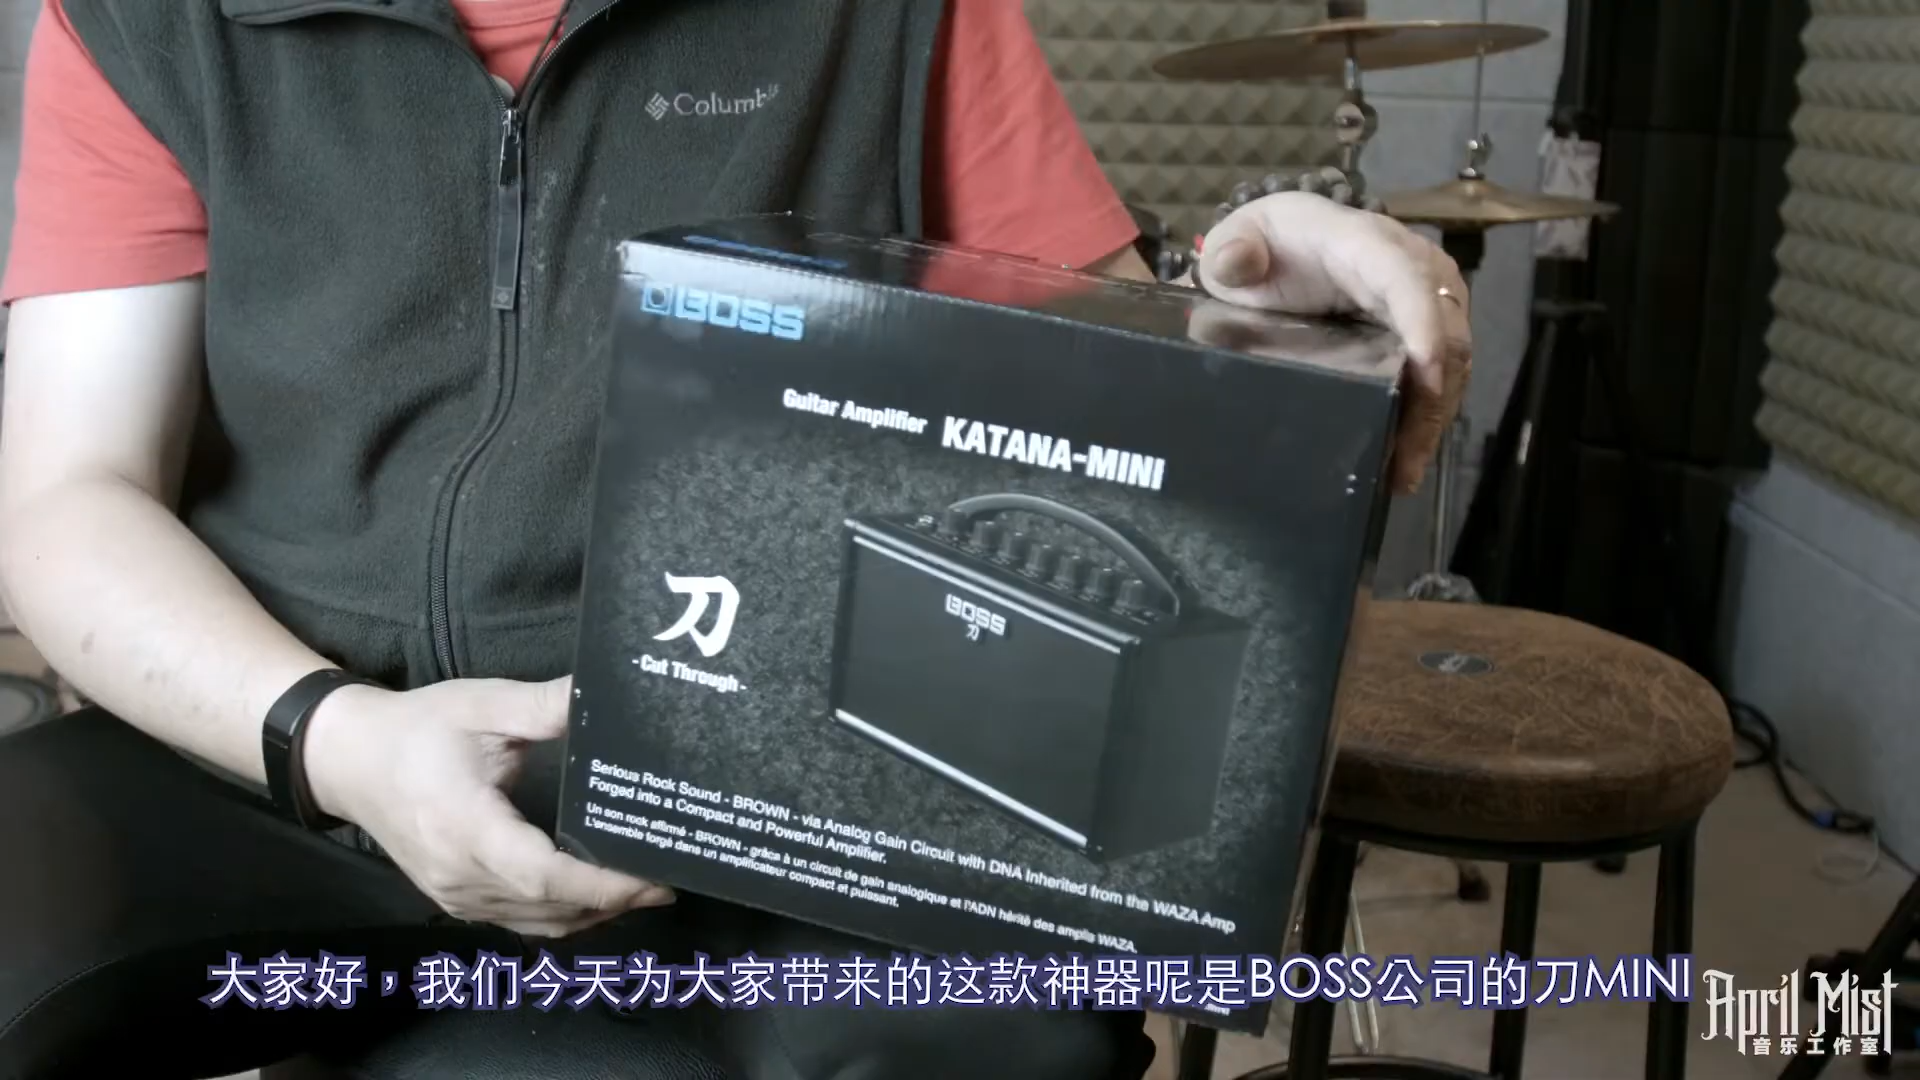 Columbia
BOSS
Guitar Amplifier KATANA-MINI
BOSS
刀
刀
-Cut Through-
Serious Rock Sound - BROWN - via Analog Gain Circuit with DNA Inherited from the WAZA Amp
Forged into a Compact and Powerful Amplifier.
Un son rock affirmé - BROWN - grâce à un circuit de gain analogique et l'ADN hérité des amplis WAZA.
L'ensemble forgé dans un amplificateur compact et puissant.
大家好，我们今天为大家带来的这款神器呢是BOSS公司的刀MINI
April Mist
音乐工作室